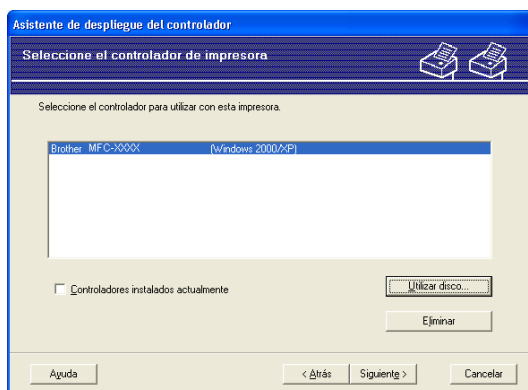 Asistente de despliegue del controlador
Seleccione el controlador de impresora
Seleccione el controlador para utilizar con esta impresora.
Brother MFC-XXXX (Windows 2000/XP)
Controladores instalados actualmente
Utilizar disco...
Eliminar
Ayuda
< Atrás
Siguiente >
Cancelar